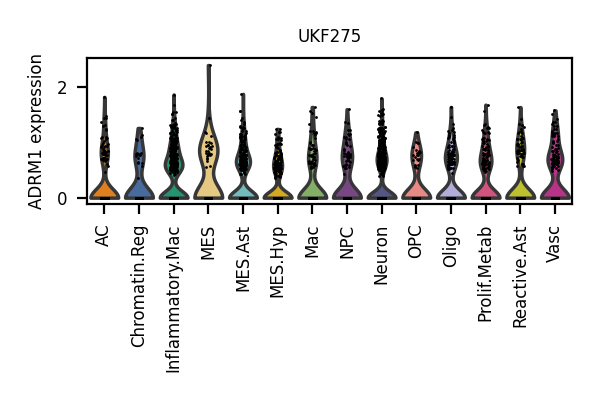 UKF275
ADRM1 expression
2
0
AC
Chromatin.Reg
Inflammatory.Mac
MES
MES.Ast
MES.Hyp
Mac
NPC
Neuron
OPC
Oligo
Prolif.Metab
Reactive.Ast
Vasc